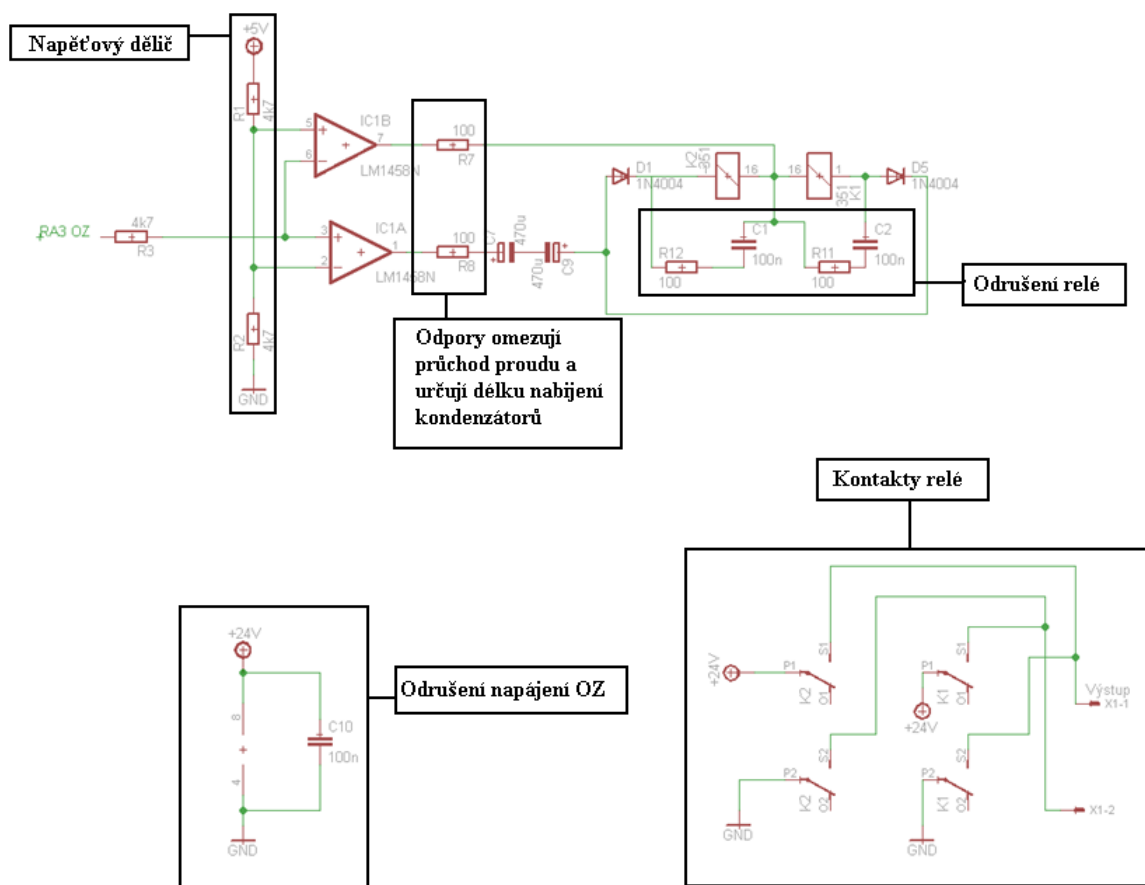 Napěťový dělič
+5V
R1
4k7
5
6
IC1B
7
LM1458N
100
R7
RA3 OZ
4k7
R3
3
2
IC1A
1
LM1458N
100
R8
C7
470u
470u
C9
D1
1N4004
K2
351
16
16
1
351
K1
D5
1N4004
C1
100n
R12
100
R11
100
C2
100n
Odrušení relé
R2
4k7
GND
Odpory omezují
průchod proudu a
určují délku nabíjení
kondenzátorů
Kontakty relé
+24V
8
4
C10
100n
GND
Odrušení napájení OZ
+24V
P1
S1
K2
O1
P1
S1
K1
O1
+24V
Výstup
X1-1
P2
S2
K2
O2
GND
P2
S2
K1
O2
GND
X1-2